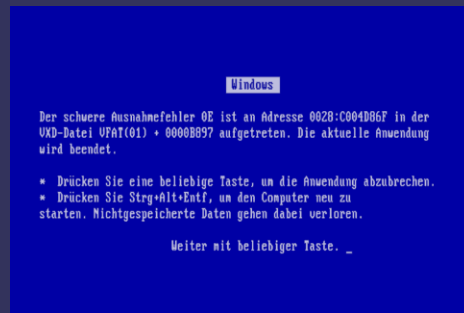 Windows
Der schwere Ausnahmefehler 0E ist an Adresse 0028:C004D86F in der
VXD-Datei VFAT(01) + 0000B897 aufgetreten. Die aktuelle Anwendung
wird beendet.
* Drücken Sie eine beliebige Taste, um die Anwendung abzubrechen.
* Drücken Sie Strg+Alt+Entf, um den Computer neu zu
starten. Nichtgespeicherte Daten gehen dabei verloren.
Weiter mit beliebiger Taste. _